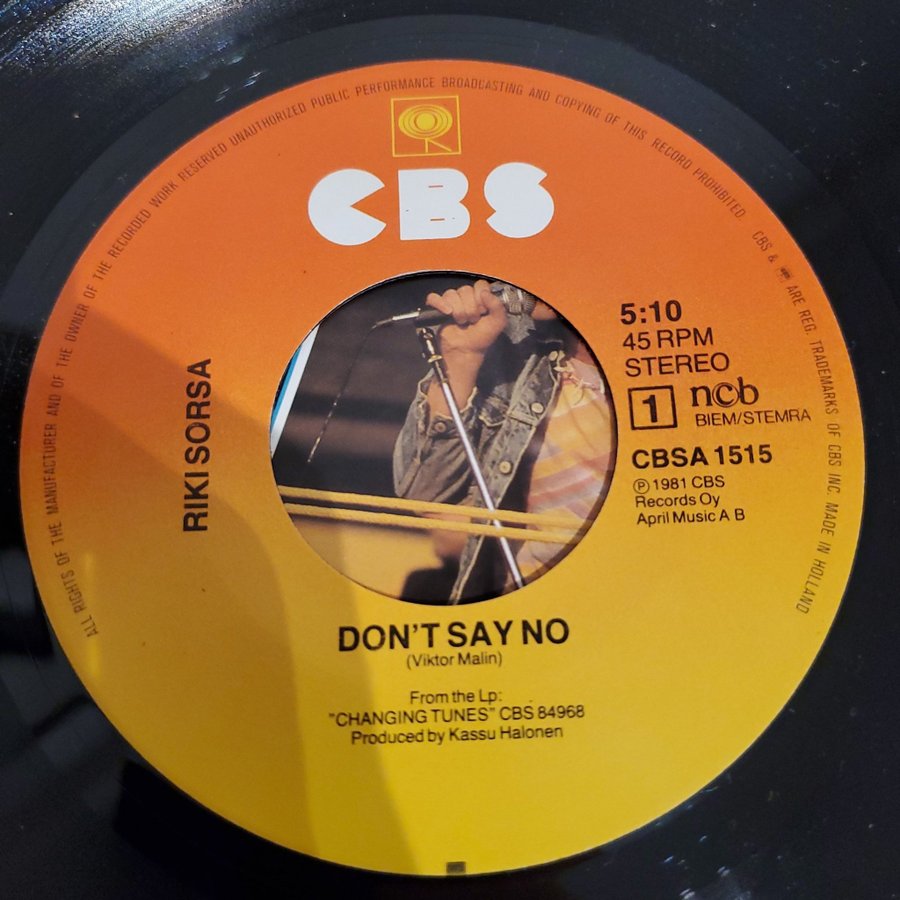 ALL RIGHTS OF THE MANUFACTURER AND OF THE OWNER OF THE RECORDED WORK RESERVED UNAUTHORIZED PUBLIC PERFORMANCE BROADCASTING AND COPYING OF THIS RECORD PROHIBITED.
CBS & ARE REG. TRADEMARKS OF CBS INC. MADE IN HOLLAND
CBS
RIKI SORSA
5:10
45 RPM
STEREO
1 ncb
BIEM/STEMRA
CBSA 1515
℗ 1981 CBS
Records Oy
April Music A B
DON'T SAY NO
(Viktor Malin)
From the Lp:
"CHANGING TUNES" CBS 84968
Produced by Kassu Halonen